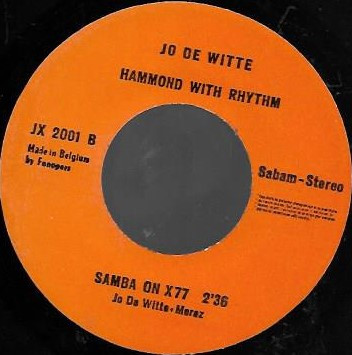 JO DE WITTE
HAMMOND WITH RHYTHM
JX 2001 B
Made in Belgium
by Fonopers
Sabam-Stereo
SAMBA ON X77 2'36
Jo De Witte - Merez